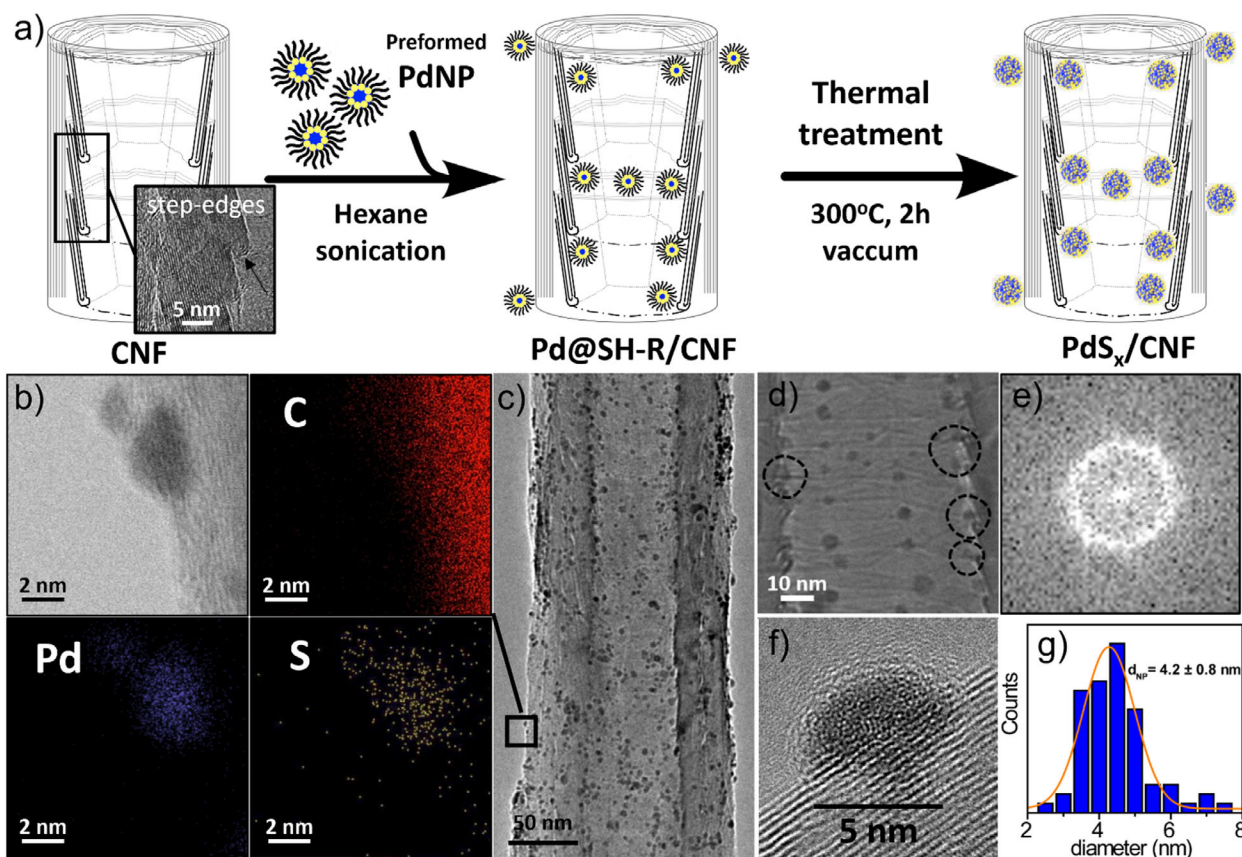 a)
Preformed
PdNP
Hexane
sonication
Thermal
treatment
300ºC, 2h
vaccum
step-edges
5 nm
CNF
Pd@SH-R/CNF
PdSx/CNF
b)
2 nm
C
2 nm
Pd
2 nm
S
2 nm
c)
50 nm
d)
10 nm
e)
f)
5 nm
g)
dNP= 4.2 ± 0.8 nm
Counts
2 4 6 8
diameter (nm)